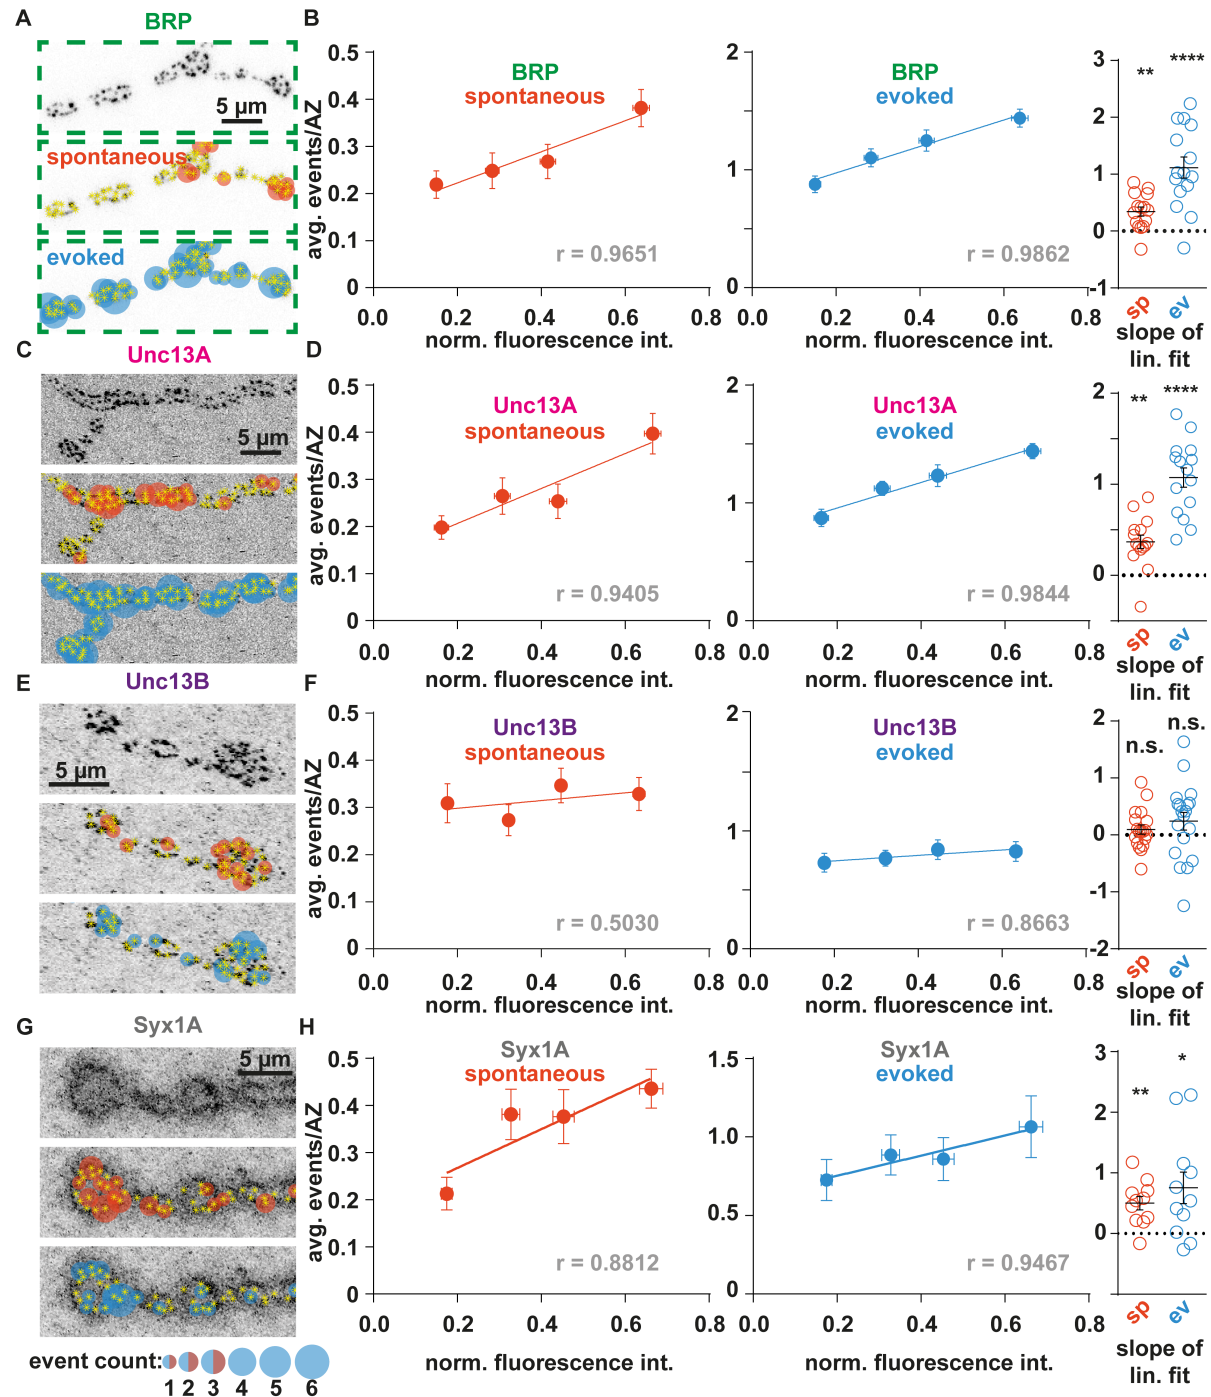 A
BRP
5 µm
spontaneous
evoked
B
avg. events/AZ
0.5
0.4
0.3
0.2
0.1
0
BRP
spontaneous
r = 0.9651
0.0 0.2 0.4 0.6 0.8
norm. fluorescence int.
2
1
0
BRP
evoked
r = 0.9862
0.0 0.2 0.4 0.6 0.8
norm. fluorescence int.
3
2
1
0
-1
** ****
sp ev
slope of
lin. fit
C
Unc13A
5 µm
D
avg. events/AZ
0.5
0.4
0.3
0.2
0.1
0
Unc13A
spontaneous
r = 0.9405
0.0 0.2 0.4 0.6 0.8
norm. fluorescence int.
2
1
0
Unc13A
evoked
r = 0.9844
0.0 0.2 0.4 0.6 0.8
norm. fluorescence int.
2
1
0
** ****
sp ev
slope of
lin. fit
E
Unc13B
5 µm
F
avg. events/AZ
0.5
0.4
0.3
0.2
0.1
0
Unc13B
spontaneous
r = 0.5030
0.0 0.2 0.4 0.6 0.8
norm. fluorescence int.
2
1
0
Unc13B
evoked
r = 0.8663
0.0 0.2 0.4 0.6 0.8
norm. fluorescence int.
2
1
0
-1
-2
n.s. n.s.
sp ev
slope of
lin. fit
G
Syx1A
5 µm
event count:
1 2 3 4 5 6
H
avg. events/AZ
0.5
0.4
0.3
0.2
0.1
0
Syx1A
spontaneous
r = 0.8812
0.0 0.2 0.4 0.6 0.8
norm. fluorescence int.
1.5
1.0
0.5
0
Syx1A
evoked
r = 0.9467
0.0 0.2 0.4 0.6 0.8
norm. fluorescence int.
3
2
1
0
** *
sp ev
slope of
lin. fit